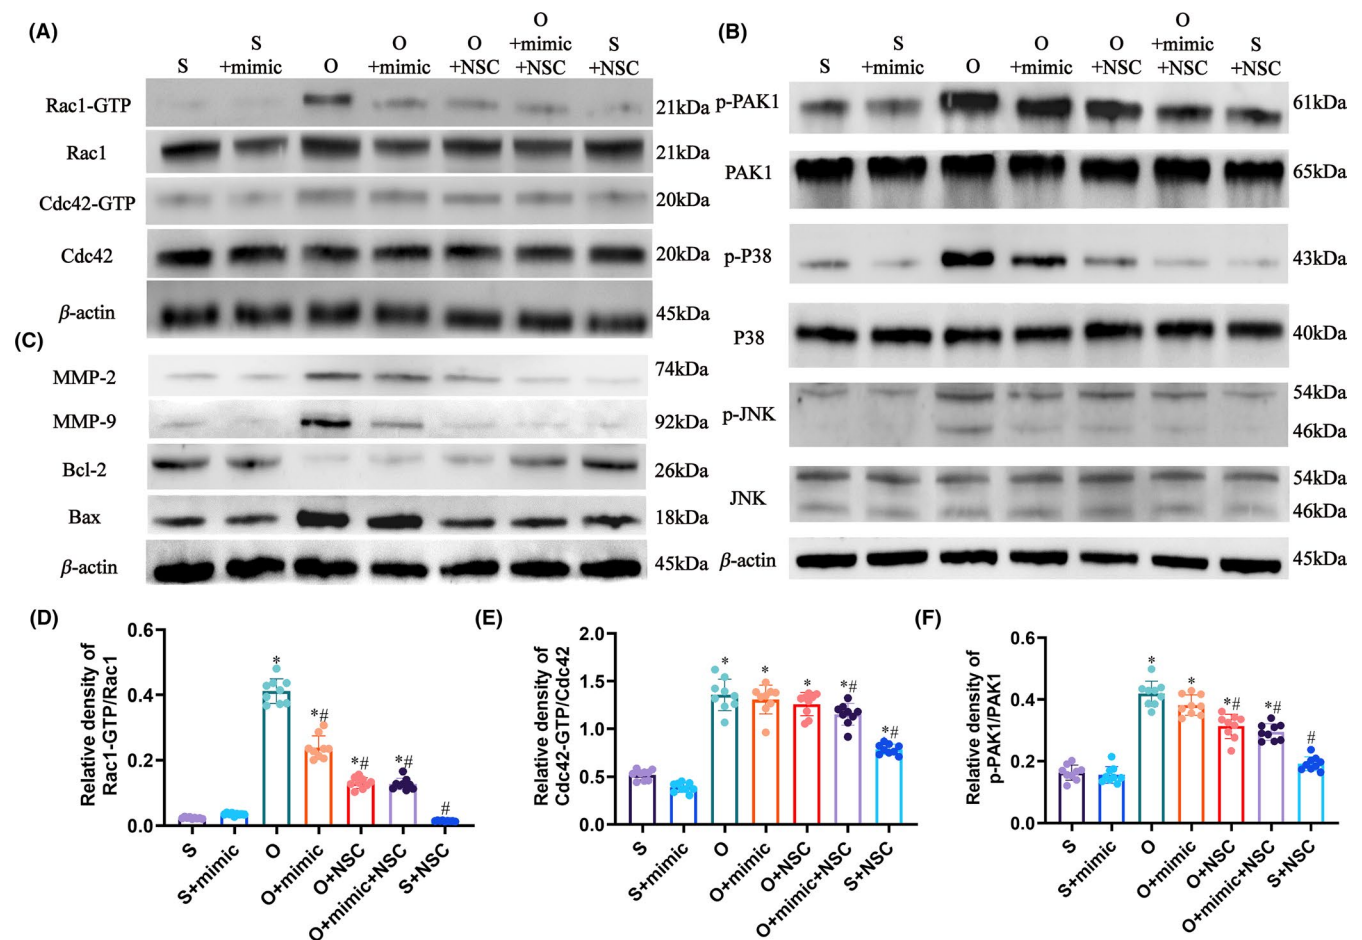 (A)
O
S O O +mimic S
S +mimic O +mimic +NSC +NSC +NSC
Rac1-GTP 21kDa
Rac1 21kDa
Cdc42-GTP 20kDa
Cdc42 20kDa
β-actin 45kDa
(B)
O
S O O +mimic S
S +mimic O +mimic +NSC +NSC +NSC
p-PAK1 61kDa
PAK1 65kDa
p-P38 43kDa
P38 40kDa
54kDa
p-JNK
46kDa
54kDa
JNK
46kDa
β-actin 45kDa
(C)
MMP-2 74kDa
MMP-9 92kDa
Bcl-2 26kDa
Bax 18kDa
β-actin 45kDa
(D)
Relative density of
Rac1-GTP/Rac1
0.6
0.4
0.2
0.0
*
*#
*#
*#
#
S
S+mimic
O
O+mimic
O+NSC
O+mimic+NSC
S+NSC
(E)
Relative density of
Cdc42-GTP/Cdc42
2.0
1.5
1.0
0.5
0.0
*
*
*
*#
*#
S
S+mimic
O
O+mimic
O+NSC
O+mimic+NSC
S+NSC
(F)
Relative density of
p-PAK1/PAK1
0.6
0.4
0.2
0.0
*
*
*#
*#
#
S
S+mimic
O
O+mimic
O+NSC
O+mimic+NSC
S+NSC